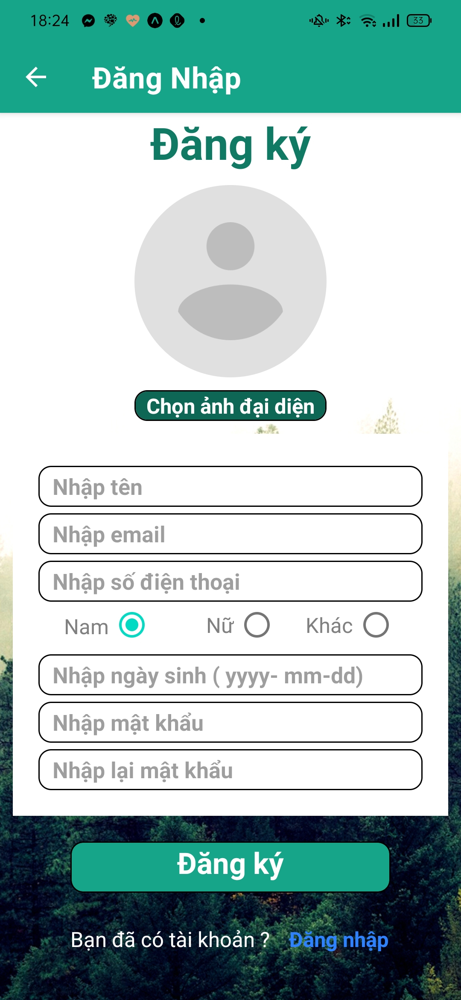 18:24
33
Đăng Nhập
Đăng ký
Chọn ảnh đại diện
Nhập tên
Nhập email
Nhập số điện thoại
Nam Nữ Khác
Nhập ngày sinh ( yyyy- mm-dd)
Nhập mật khẩu
Nhập lại mật khẩu
Đăng ký
Bạn đã có tài khoản ? Đăng nhập